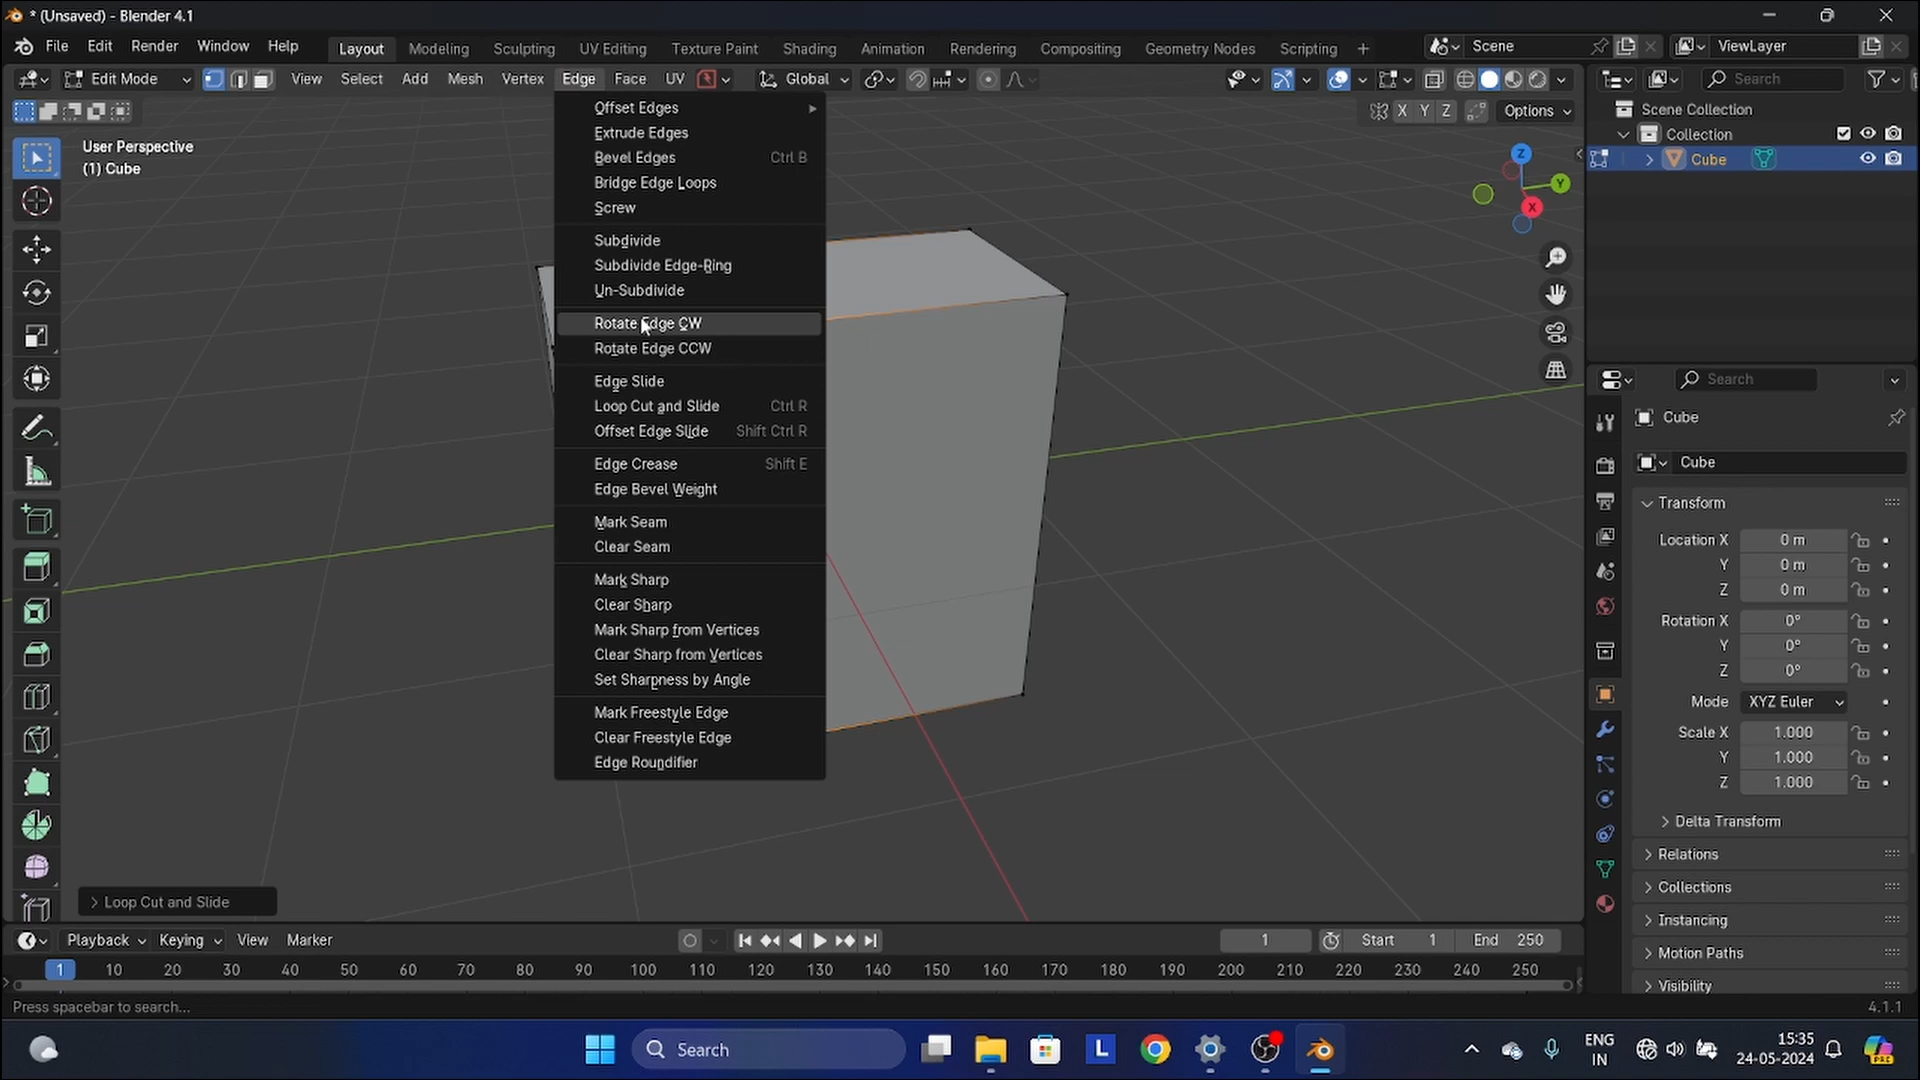 * (Unsaved) - Blender 4.1
File Edit Render Window Help Layout Modeling Sculpting UV Editing Texture Paint Shading Animation Rendering Compositing Geometry Nodes Scripting + Scene ViewLayer
Edit Mode View Select Add Mesh Vertex Edge Face UV Global Search
X Y Z Options
User Perspective
(1) Cube
Offset Edges
Extrude Edges
Bevel Edges Ctrl B
Bridge Edge Loops
Screw
Subdivide
Subdivide Edge-Ring
Un-Subdivide
Rotate Edge CW
Rotate Edge CCW
Edge Slide
Loop Cut and Slide Ctrl R
Offset Edge Slide Shift Ctrl R
Edge Crease Shift E
Edge Bevel Weight
Mark Seam
Clear Seam
Mark Sharp
Clear Sharp
Mark Sharp from Vertices
Clear Sharp from Vertices
Set Sharpness by Angle
Mark Freestyle Edge
Clear Freestyle Edge
Edge Roundifier
Z
Y
X
Scene Collection
Collection
Cube
Search
Cube
Cube
Transform
Location X 0 m
Y 0 m
Z 0 m
Rotation X 0°
Y 0°
Z 0°
Mode XYZ Euler
Scale X 1.000
Y 1.000
Z 1.000
Delta Transform
Relations
Collections
Instancing
Motion Paths
Visibility
Loop Cut and Slide
Playback Keying View Marker 1 Start 1 End 250
1 10 20 30 40 50 60 70 80 90 100 110 120 130 140 150 160 170 180 190 200 210 220 230 240 250
Press spacebar to search... 4.1.1
Search L ENG IN 15:35 24-05-2024 PRE